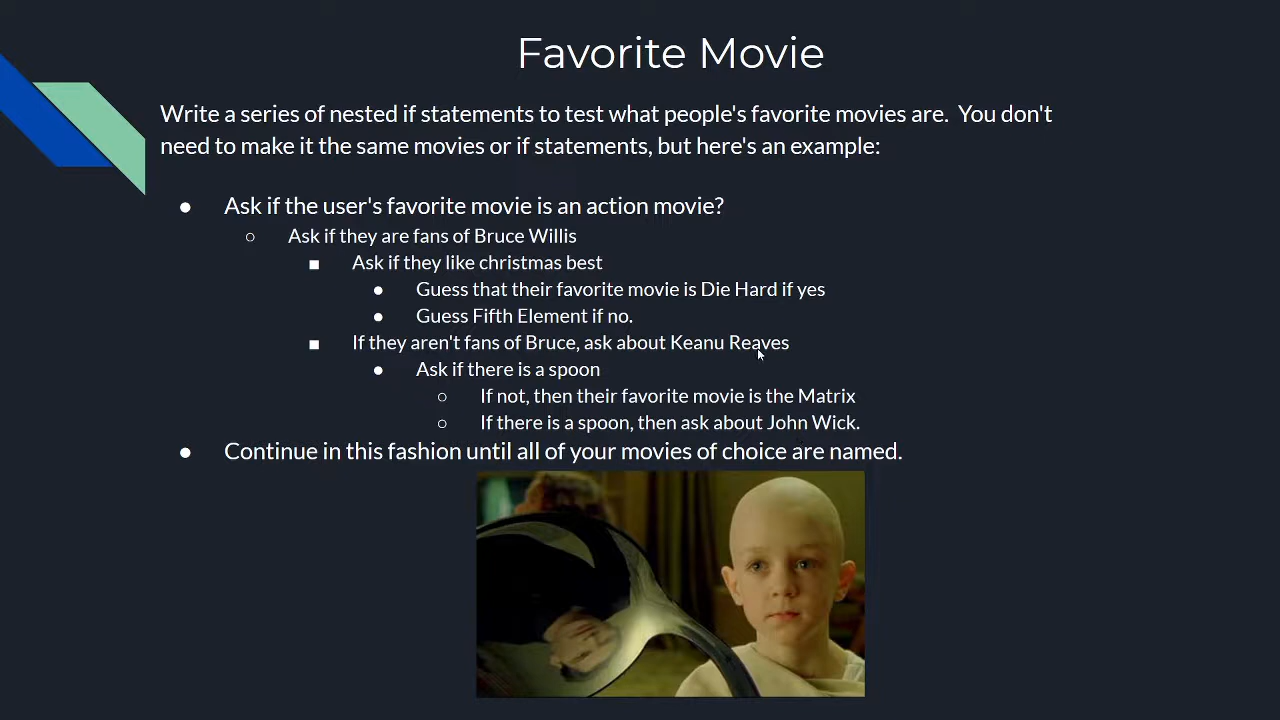 Favorite Movie
Write a series of nested if statements to test what people's favorite movies are. You don't
need to make it the same movies or if statements, but here's an example:
● Ask if the user's favorite movie is an action movie?
○ Ask if they are fans of Bruce Willis
■ Ask if they like christmas best
● Guess that their favorite movie is Die Hard if yes
● Guess Fifth Element if no.
■ If they aren't fans of Bruce, ask about Keanu Reaves
● Ask if there is a spoon
○ If not, then their favorite movie is the Matrix
○ If there is a spoon, then ask about John Wick.
● Continue in this fashion until all of your movies of choice are named.